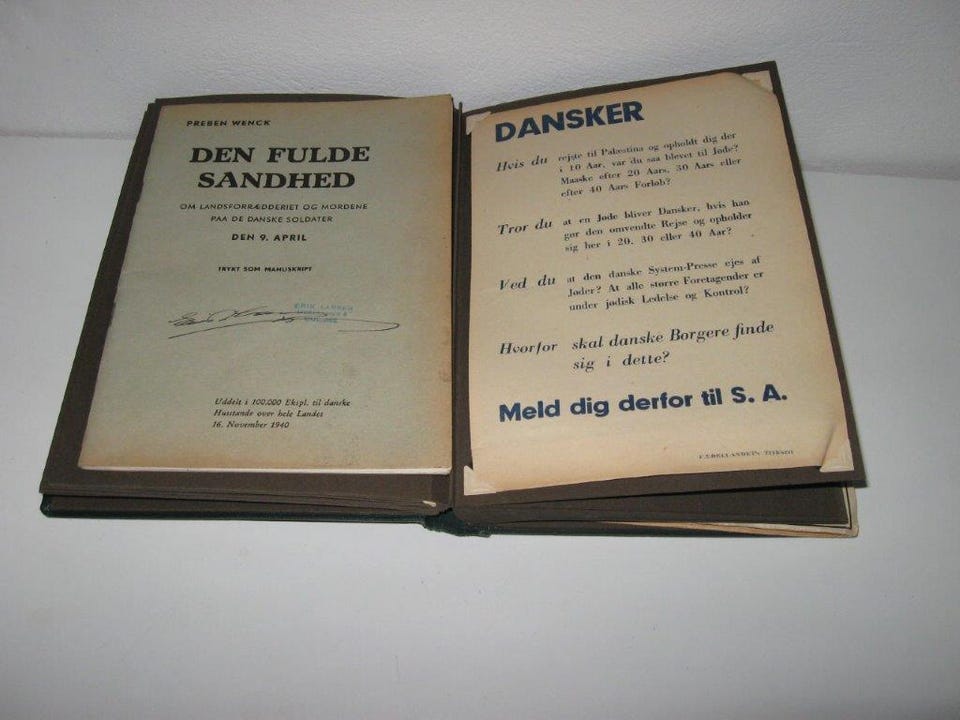 PREBEN WENCK
DEN FULDE
SANDHED
OM LANDSFORRÆDDERIET OG MORDENE
PAA DE DANSKE SOLDATER
DEN 9. APRIL
TRYKT SOM MANUSKRIPT
ERIK LARSEN
Uddelt i 100.000 Ekspl. til danske
Husstande over hele Landet
16. November 1940
DANSKER
Hvis du rejste til Palæstina og opholdt dig der
i 10 Aar, var du saa blevet til Jøde?
Maaske efter 20 Aars, 30 Aars eller
efter 40 Aars Forløb?
Tror du at en Jøde bliver Dansker, hvis han
gør den omvendte Rejse og opholder
sig her i 20, 30 eller 40 Aar?
Ved du at den danske System-Presse ejes af
Jøder? At alle større Foretagender er
under jødisk Ledelse og Kontrol?
Hvorfor skal danske Borgere finde
sig i dette?
Meld dig derfor til S. A.